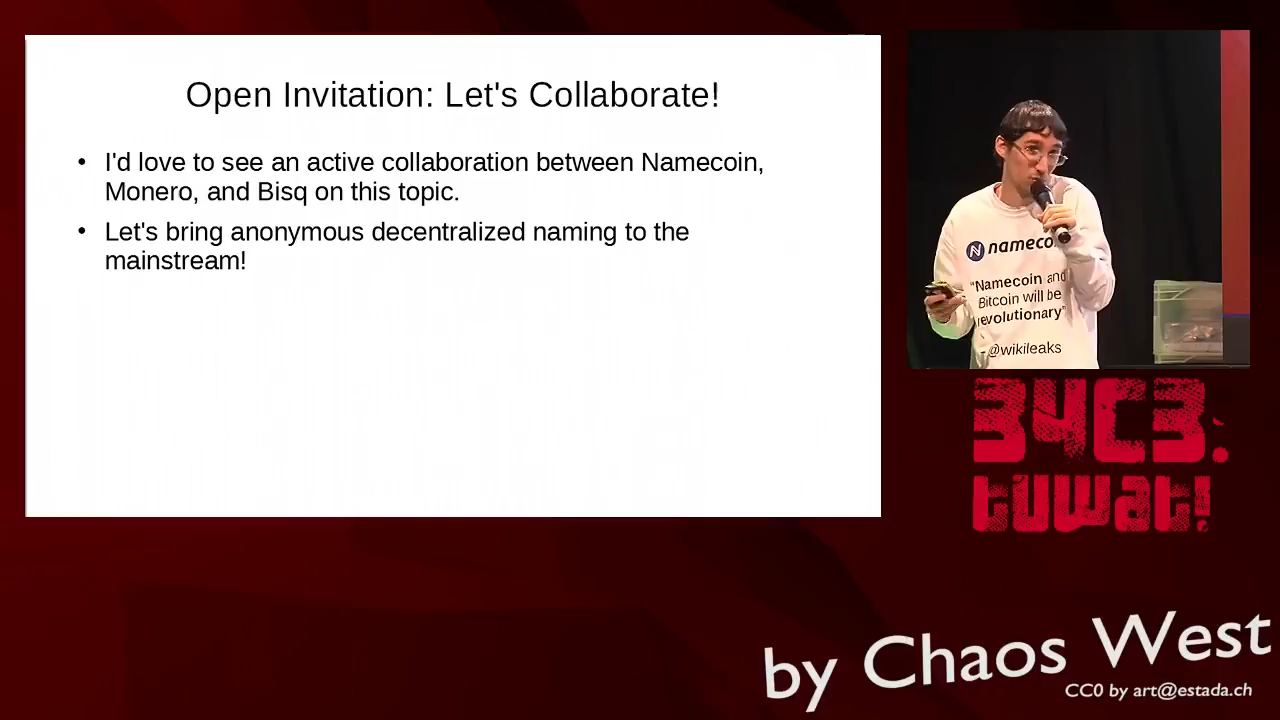 Open Invitation: Let's Collaborate!
• I'd love to see an active collaboration between Namecoin,
Monero, and Bisq on this topic.
• Let's bring anonymous decentralized naming to the
mainstream!
N nameco
"Namecoin and
Bitcoin will be
revolutionary"
- @wikileaks
34C3:
tuwat!
by Chaos West
CC0 by art@estada.ch